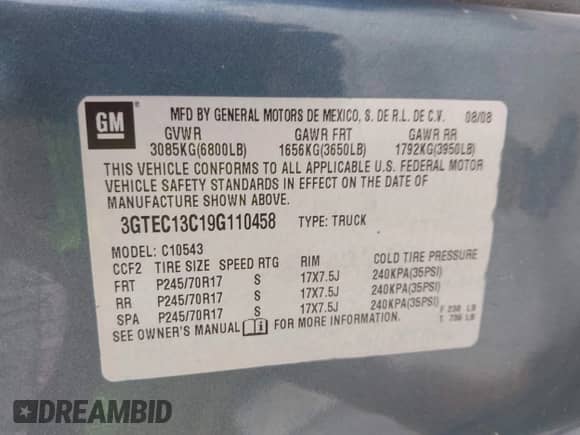 GM
MFD BY GENERAL MOTORS DE MEXICO, S. DE R.L. DE C.V. 08/08
GVWR GAWR FRT GAWR RR
3085KG(6800LB) 1656KG(3650LB) 1792KG(3950LB)
THIS VEHICLE CONFORMS TO ALL APPLICABLE U.S. FEDERAL MOTOR
VEHICLE SAFETY STANDARDS IN EFFECT ON THE DATE OF
MANUFACTURE SHOWN ABOVE.
3GTEC13C19G110458 TYPE: TRUCK
MODEL: C10543
CCF2 TIRE SIZE SPEED RTG RIM COLD TIRE PRESSURE
FRT P245/70R17 S 17X7.5J 240KPA(35PSI)
RR P245/70R17 S 17X7.5J 240KPA(35PSI)
SPA P245/70R17 S 17X7.5J 240KPA(35PSI)
F 238 LB
T 736 LB
SEE OWNER'S MANUAL FOR MORE INFORMATION.
DREAMBID